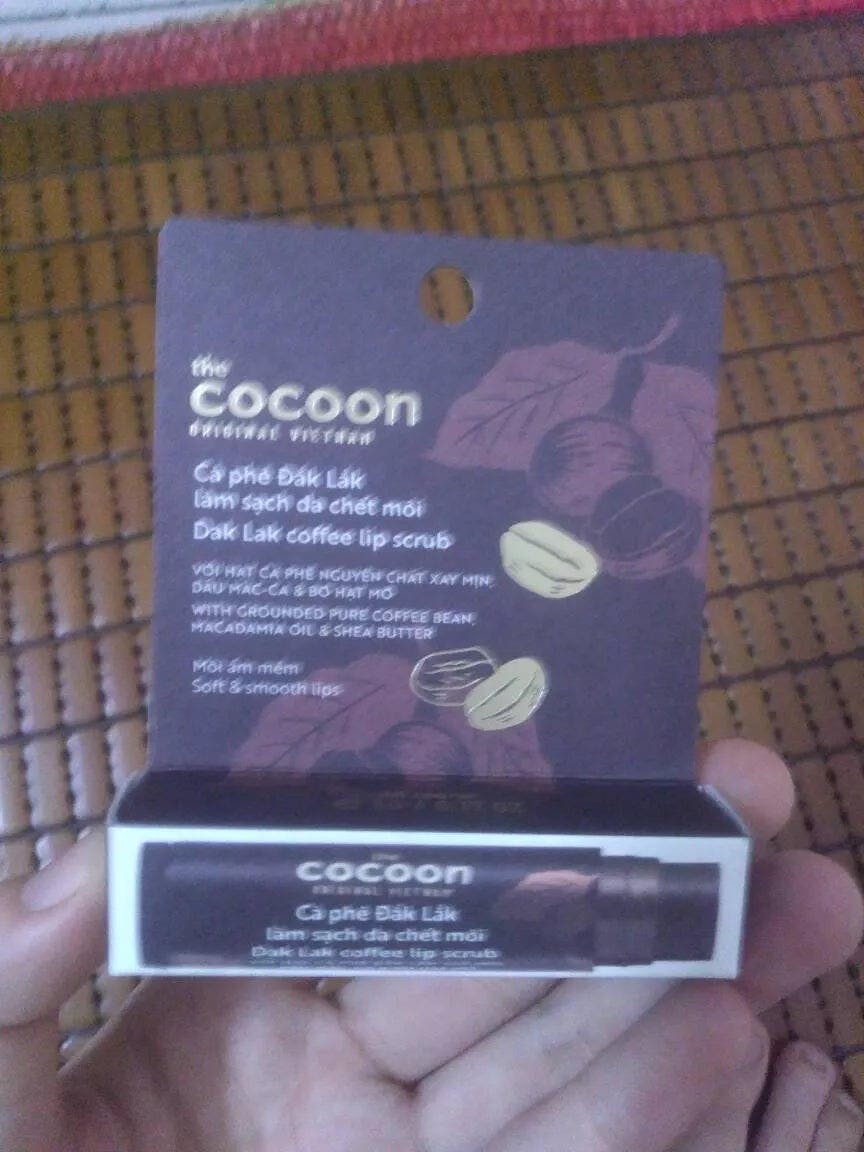 the
cocoon
ORIGINAL VIETNAM
Cà phê Đắk Lắk
làm sạch da chết môi
Dak Lak coffee lip scrub
VỚI HẠT CÀ PHÊ NGUYÊN CHẤT XAY MỊN,
DẦU MẮC-CA & BƠ HẠT MỠ
WITH GROUNDED PURE COFFEE BEAN,
MACADAMIA OIL & SHEA BUTTER
Môi ẩm mềm
Soft & smooth lips
the
cocoon
ORIGINAL VIETNAM
Cà phê Đắk Lắk
làm sạch da chết môi
Dak Lak coffee lip scrub